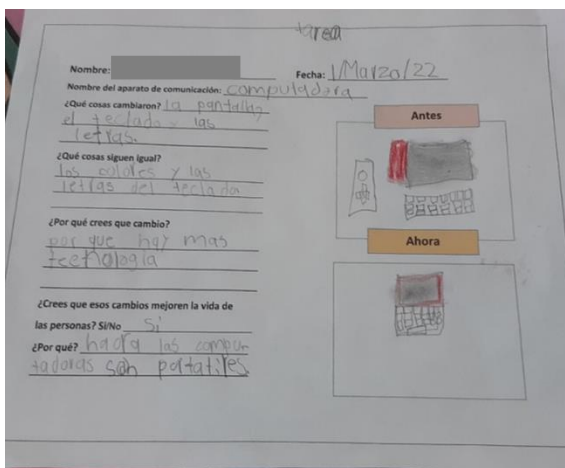 tarea
Nombre:
Fecha: 1/Marzo/22
Nombre del aparato de comunicación: computadora
¿Qué cosas cambiaron? la pantalla,
el teclado y las
letras.
¿Qué cosas siguen igual?
los colores y las
letras del teclado
¿Por qué crees que cambio?
por que hay mas
tecnología
¿Crees que esos cambios mejoren la vida de
las personas? Si/No si
¿Por qué? las compu
tadoras son portatiles.
Antes
Ahora